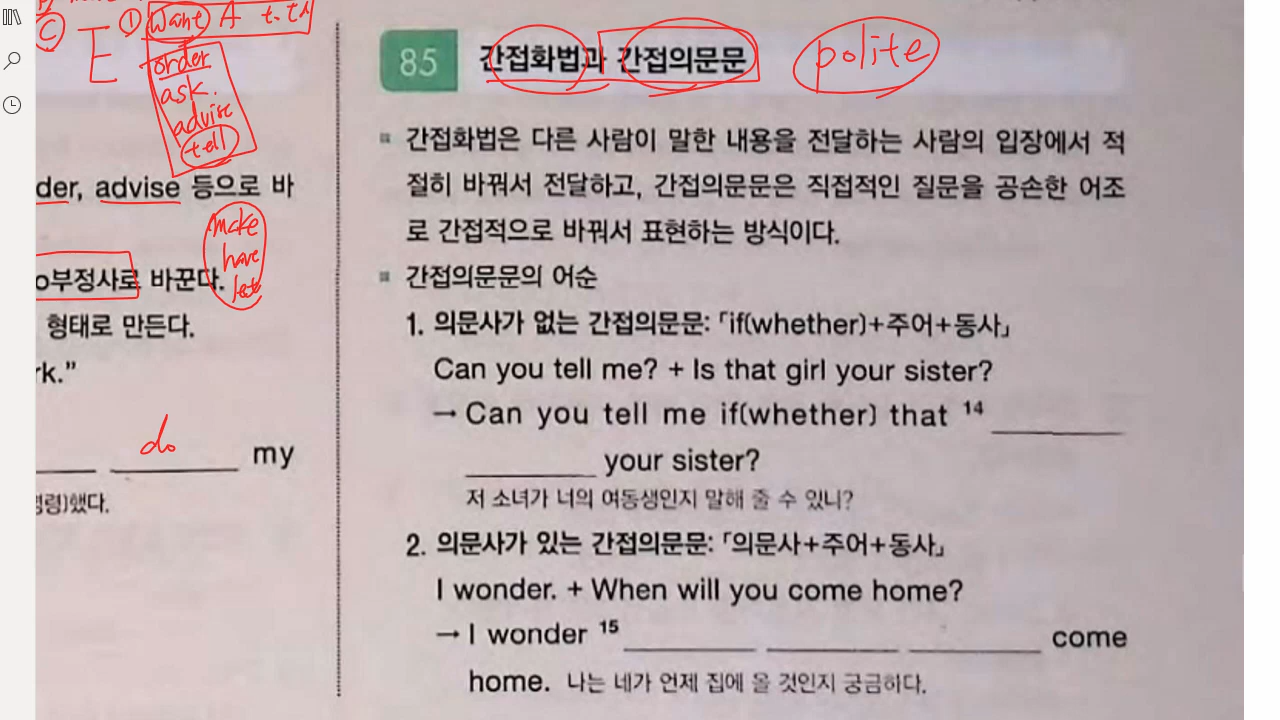 Ⓒ E ① want A
order
ask.
advise
tell
der, advise 등으로 바
make
have
o부정사로 바꾼다.
형태로 만든다.
rk."
do my
령)했다.
85 간접화법과 간접의문문 polite
간접화법은 다른 사람이 말한 내용을 전달하는 사람의 입장에서 적
절히 바꿔서 전달하고, 간접의문문은 직접적인 질문을 공손한 어조
로 간접적으로 바꿔서 표현하는 방식이다.
간접의문문의 어순
1. 의문사가 없는 간접의문문: 「if(whether)+주어+동사」
Can you tell me? + Is that girl your sister?
→ Can you tell me if(whether) that 14 ________
________ your sister?
저 소녀가 너의 여동생인지 말해 줄 수 있니?
2. 의문사가 있는 간접의문문: 「의문사+주어+동사」
I wonder. + When will you come home?
→ I wonder 15 ________ ________ ________ come
home. 나는 네가 언제 집에 올 것인지 궁금하다.